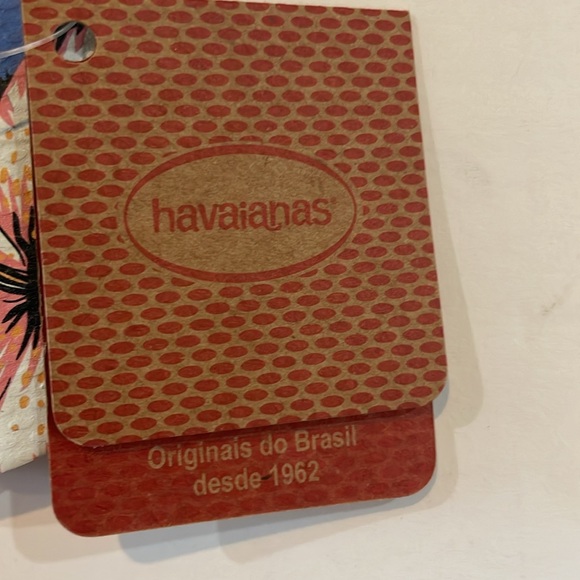 havaianas®
Originais do Brasil
desde 1962